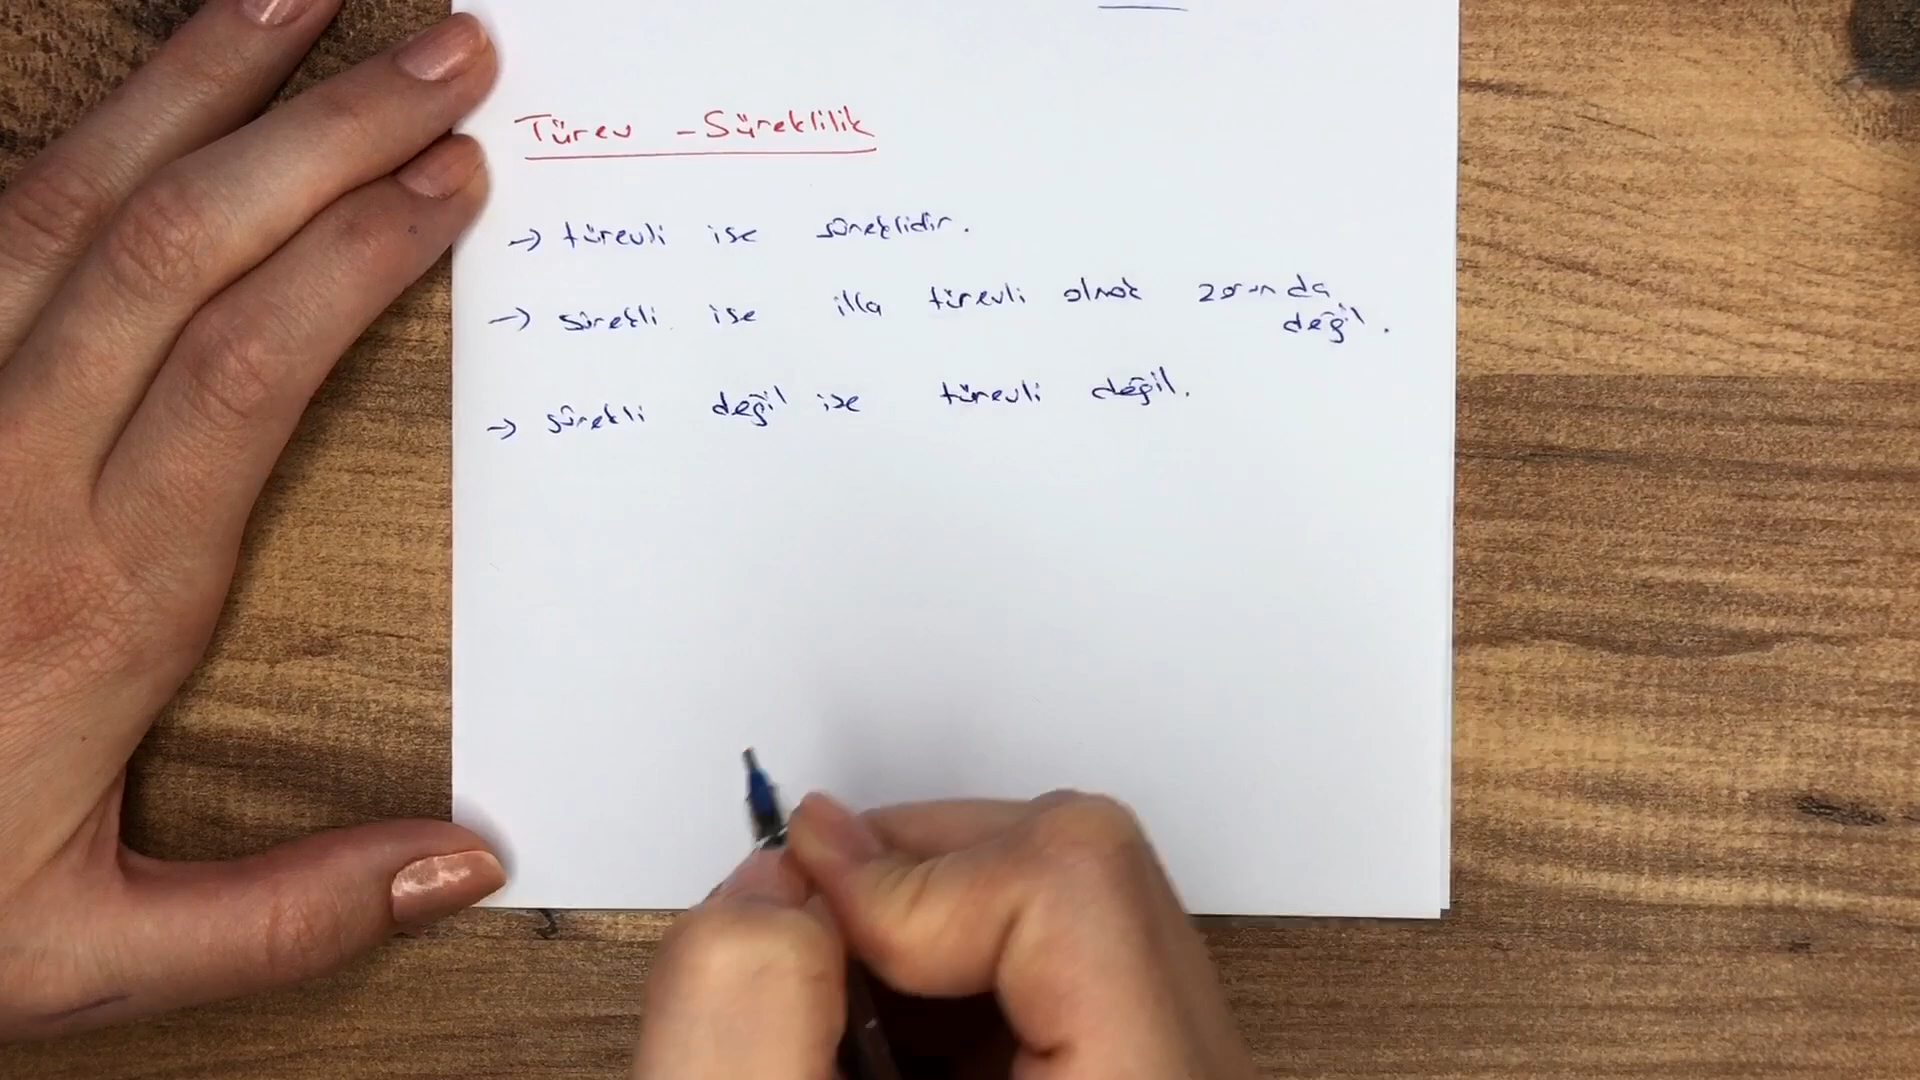 Türev - Süreklilik
→ türevli ise süreklidir.
→ sürekli ise illa türevli olmak zorunda
değil.
→ sürekli değil ise türevli değil.